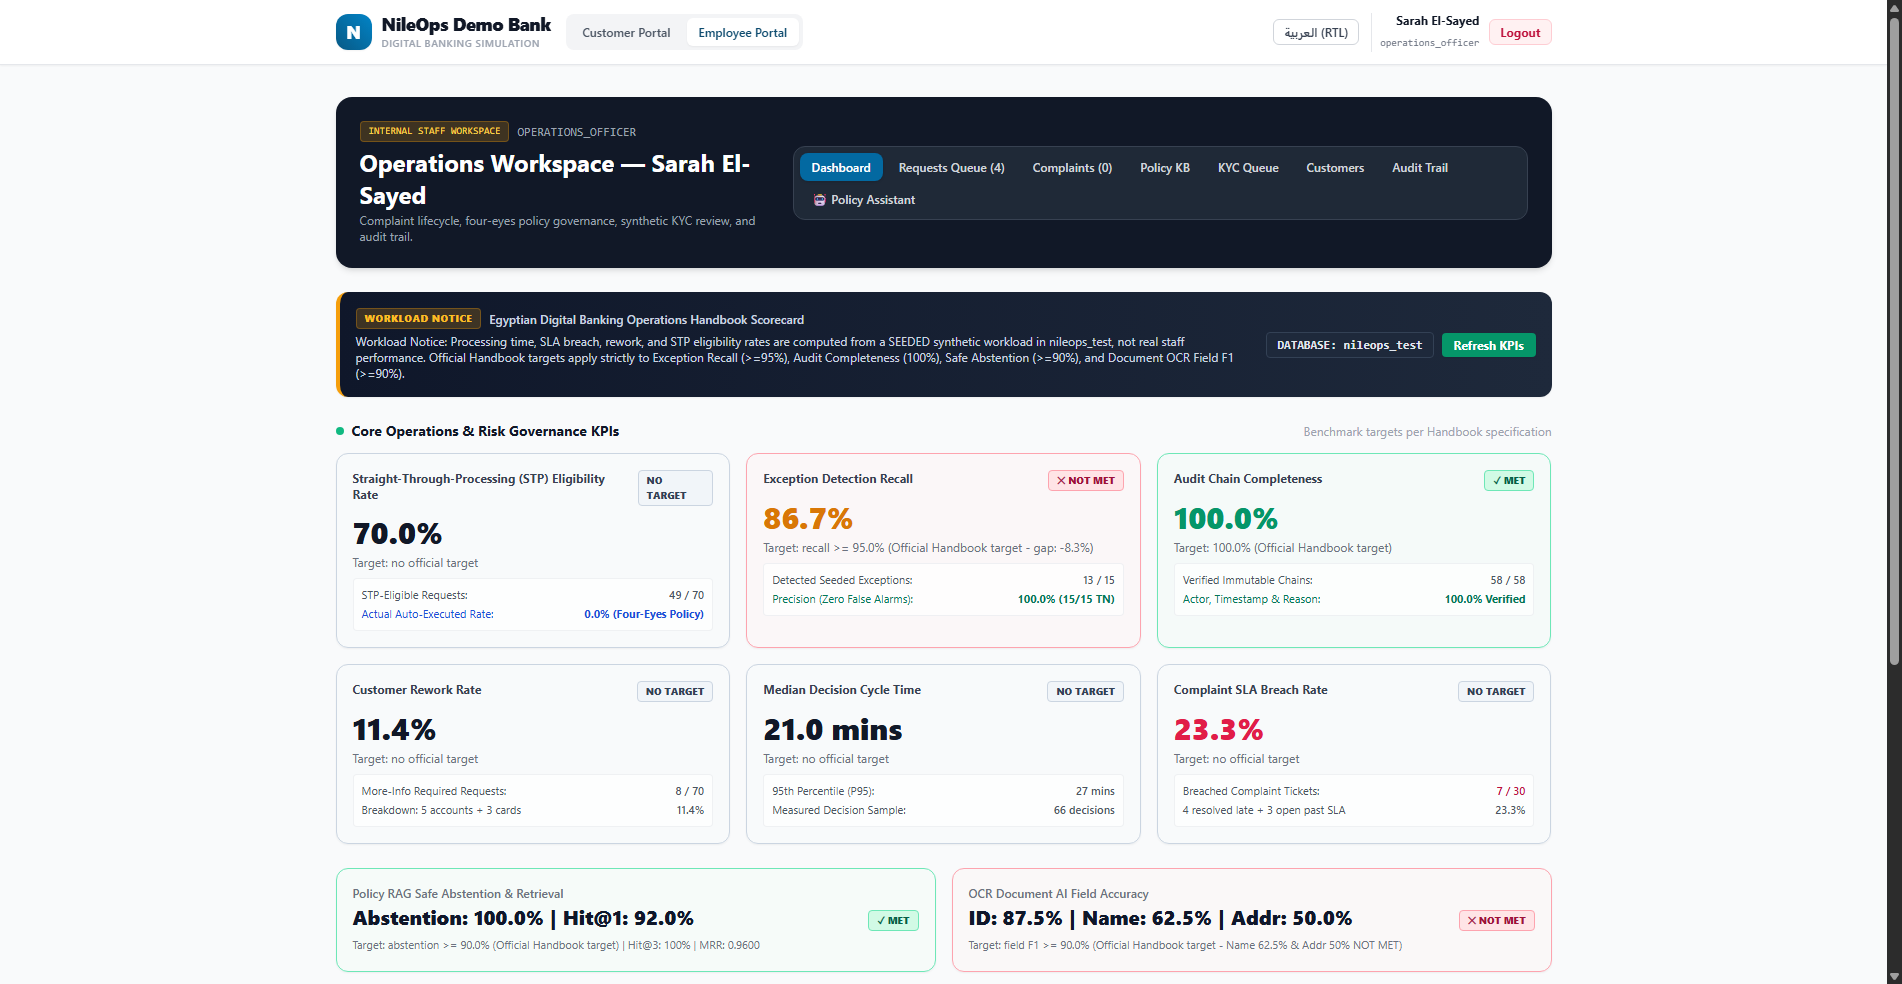 N
NileOps Demo Bank
DIGITAL BANKING SIMULATION
Customer Portal
Employee Portal
العربية (RTL)
Sarah El-Sayed
operations_officer
Logout
INTERNAL STAFF WORKSPACE
OPERATIONS_OFFICER
Operations Workspace — Sarah El-
Sayed
Complaint lifecycle, four-eyes policy governance, synthetic KYC review, and
audit trail.
Dashboard
Requests Queue (4)
Complaints (0)
Policy KB
KYC Queue
Customers
Audit Trail
Policy Assistant
WORKLOAD NOTICE
Egyptian Digital Banking Operations Handbook Scorecard
Workload Notice: Processing time, SLA breach, rework, and STP eligibility rates are computed from a SEEDED synthetic workload in nileops_test, not real staff
performance. Official Handbook targets apply strictly to Exception Recall (>=95%), Audit Completeness (100%), Safe Abstention (>=90%), and Document OCR Field F1
(>=90%).
DATABASE: nileops_test
Refresh KPIs
Core Operations & Risk Governance KPIs
Benchmark targets per Handbook specification
Straight-Through-Processing (STP) Eligibility
Rate
NO
TARGET
70.0%
Target: no official target
STP-Eligible Requests:
49 / 70
Actual Auto-Executed Rate:
0.0% (Four-Eyes Policy)
Exception Detection Recall
✕ NOT MET
86.7%
Target: recall >= 95.0% (Official Handbook target - gap: -8.3%)
Detected Seeded Exceptions:
13 / 15
Precision (Zero False Alarms):
100.0% (15/15 TN)
Audit Chain Completeness
✓ MET
100.0%
Target: 100.0% (Official Handbook target)
Verified Immutable Chains:
58 / 58
Actor, Timestamp & Reason:
100.0% Verified
Customer Rework Rate
NO TARGET
11.4%
Target: no official target
More-Info Required Requests:
8 / 70
Breakdown: 5 accounts + 3 cards
11.4%
Median Decision Cycle Time
NO TARGET
21.0 mins
Target: no official target
95th Percentile (P95):
27 mins
Measured Decision Sample:
66 decisions
Complaint SLA Breach Rate
NO TARGET
23.3%
Target: no official target
Breached Complaint Tickets:
7 / 30
4 resolved late + 3 open past SLA
23.3%
Policy RAG Safe Abstention & Retrieval
Abstention: 100.0% | Hit@1: 92.0%
✓ MET
Target: abstention >= 90.0% (Official Handbook target) | Hit@3: 100% | MRR: 0.9600
OCR Document AI Field Accuracy
ID: 87.5% | Name: 62.5% | Addr: 50.0%
✕ NOT MET
Target: field F1 >= 90.0% (Official Handbook target - Name 62.5% & Addr 50% NOT MET)